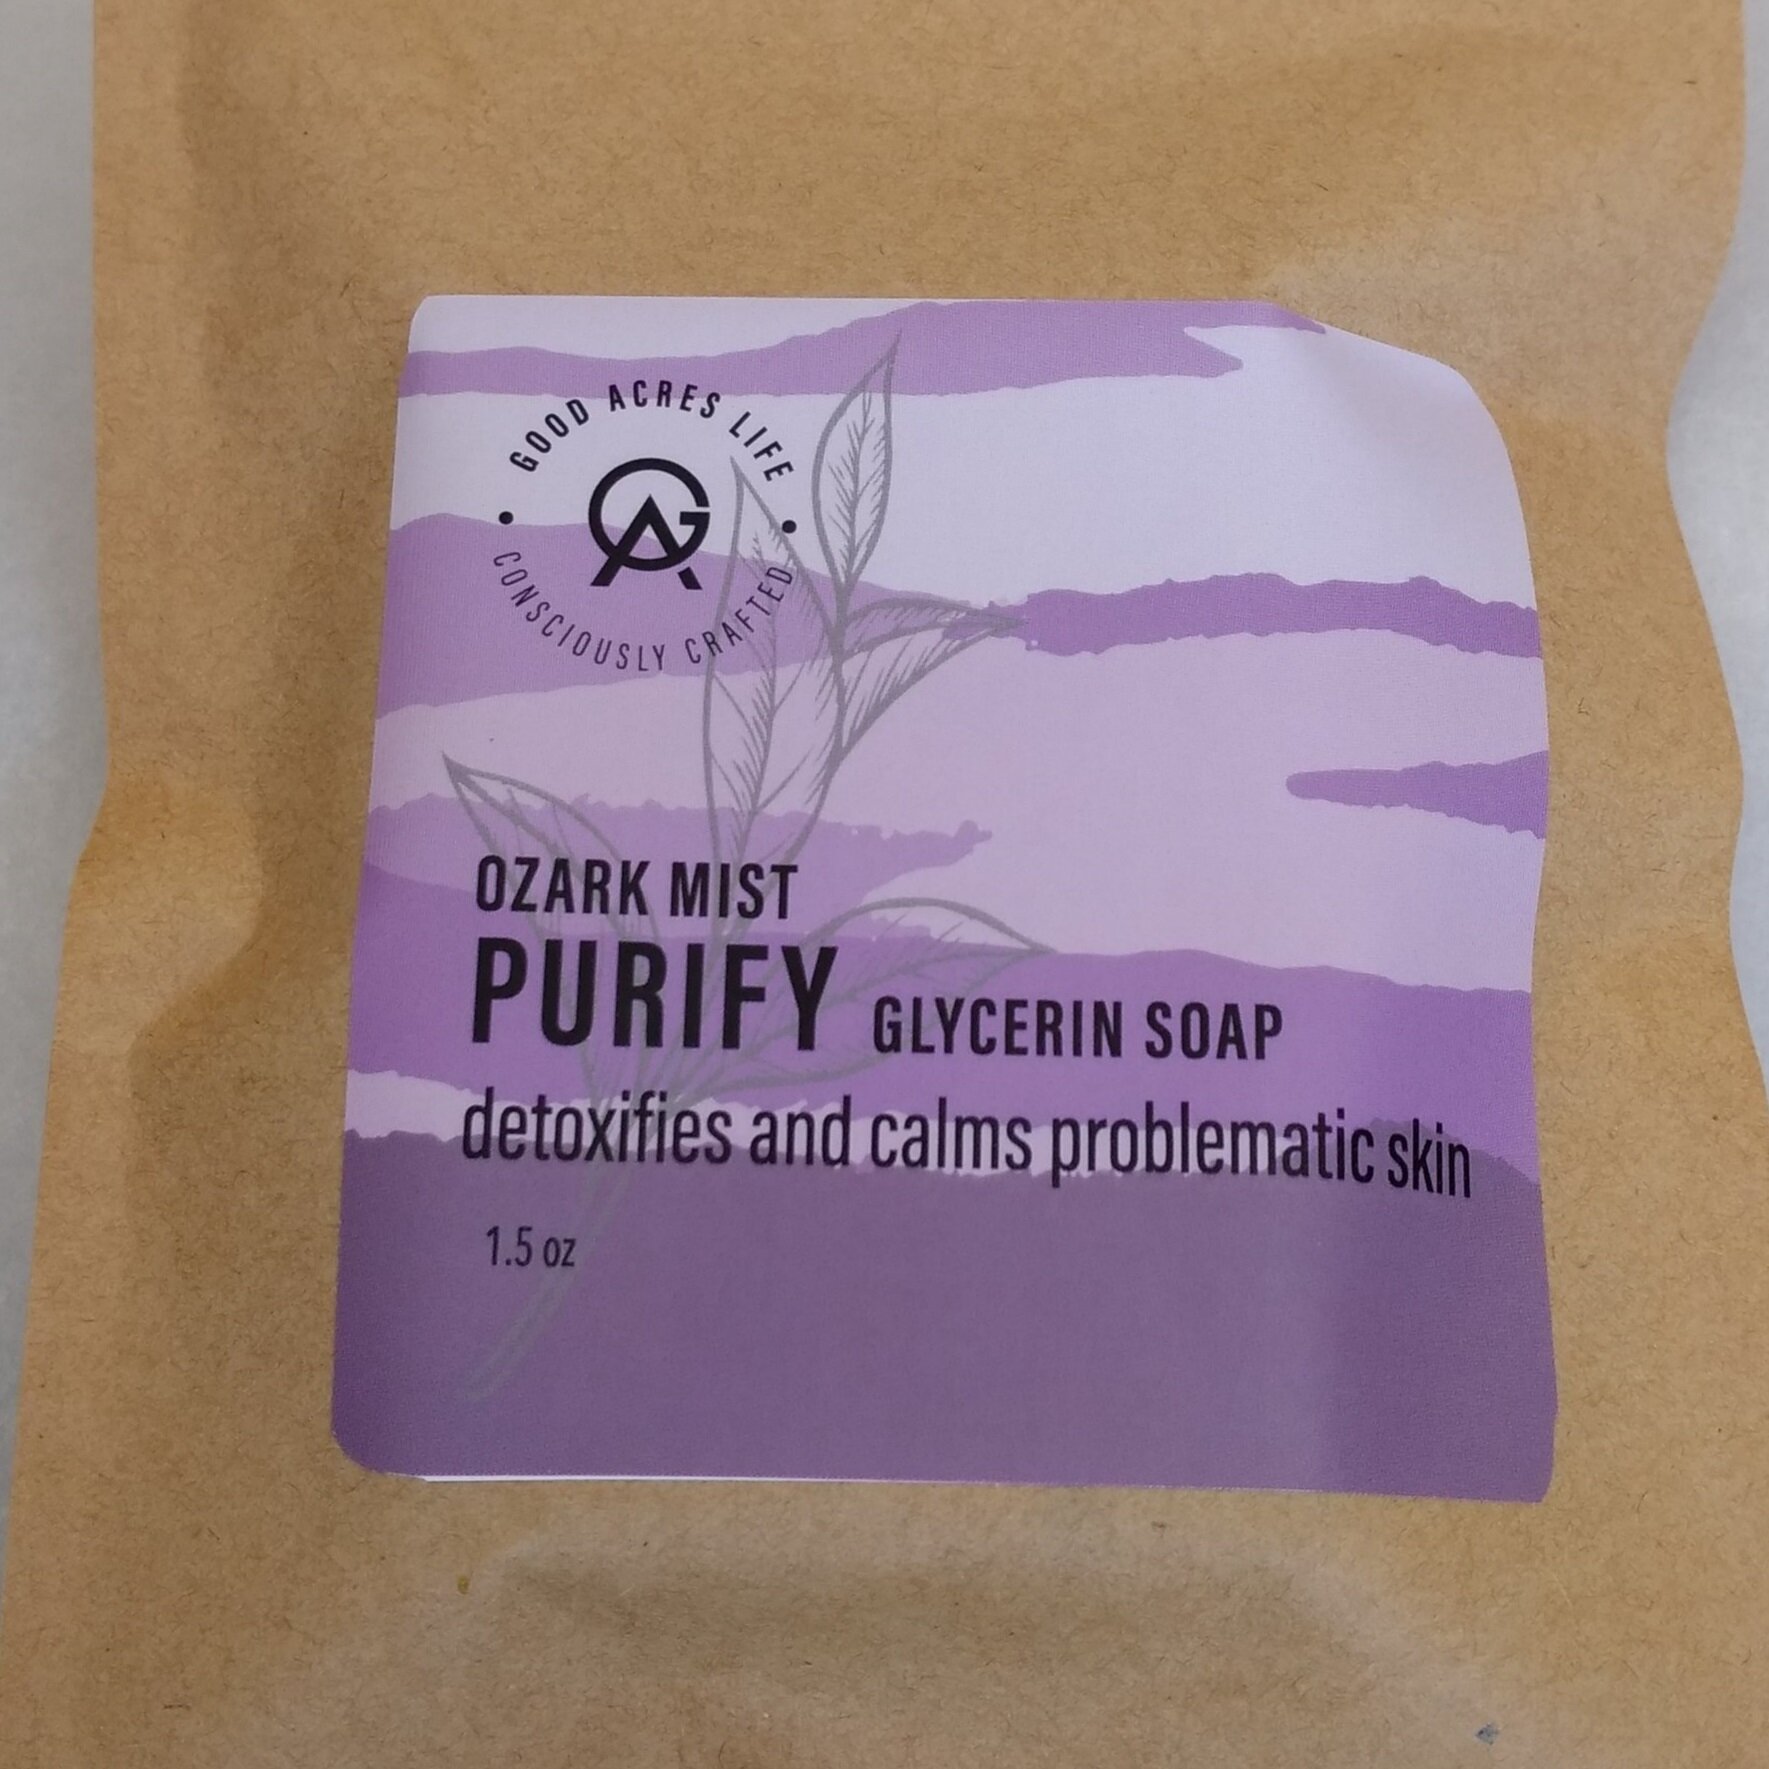 GOOD ACRES LIFE
GA
CONSCIOUSLY CRAFTED
OZARK MIST
PURIFY GLYCERIN SOAP
detoxifies and calms problematic skin
1.5 oz